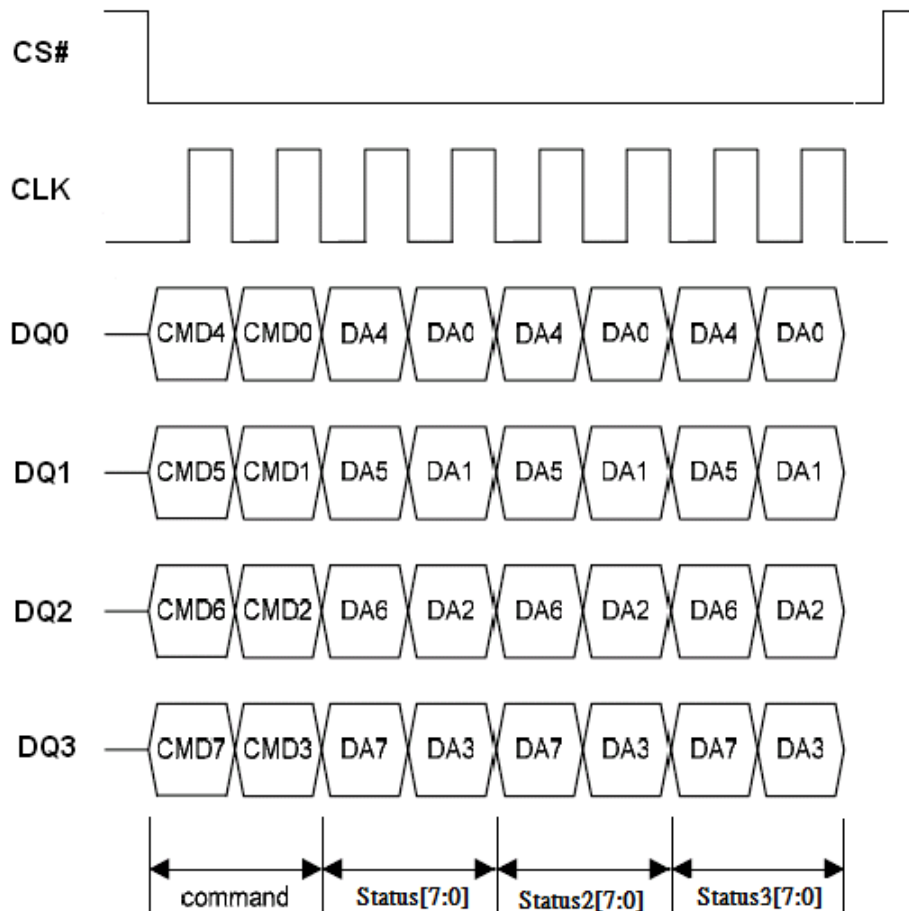 CS#
CLK
DQ0 CMD4 CMD0 DA4 DA0 DA4 DA0 DA4 DA0
DQ1 CMD5 CMD1 DA5 DA1 DA5 DA1 DA5 DA1
DQ2 CMD6 CMD2 DA6 DA2 DA6 DA2 DA6 DA2
DQ3 CMD7 CMD3 DA7 DA3 DA7 DA3 DA7 DA3
command Status[7:0] Status2[7:0] Status3[7:0]